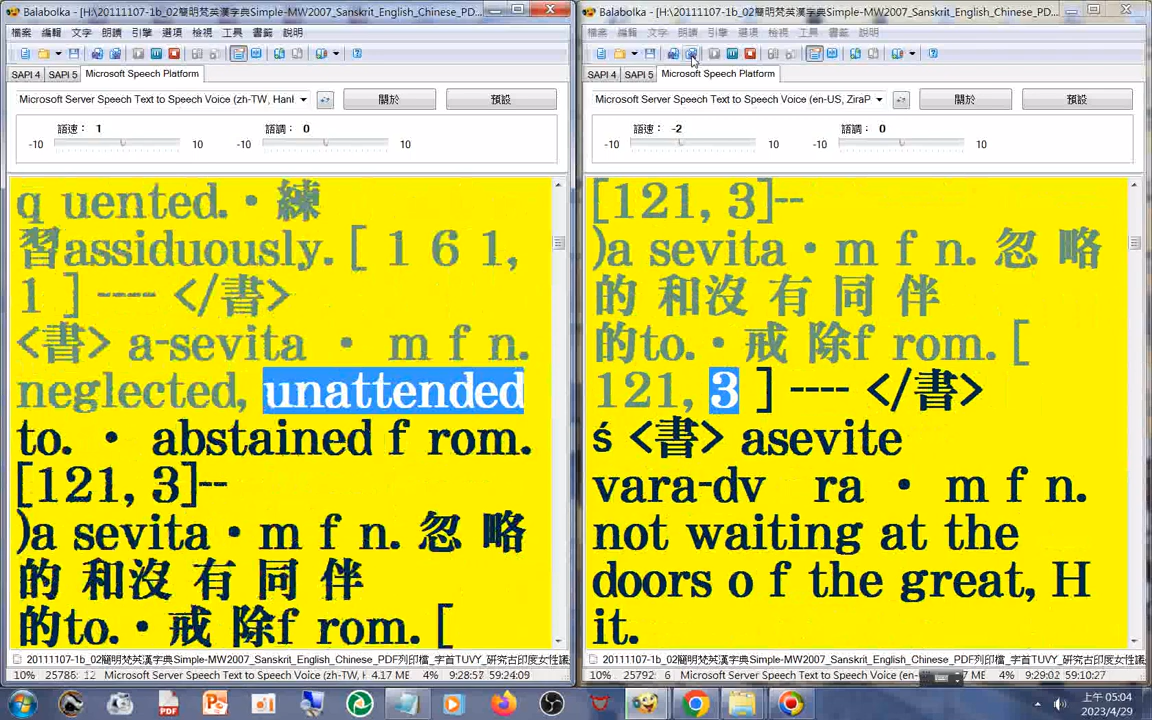 Balabolka - [H:\20111107-1b_02簡明梵英漢字典Simple-MW2007_Sanskrit_English_Chinese_PD...
檔案 編輯 文字 朗讀 引擎 選項 檢視 工具 書籤 說明
SAPI 4 SAPI 5 Microsoft Speech Platform
Microsoft Server Speech Text to Speech Voice (zh-TW, HanI
關於 預設
語速： 1 語調： 0
-10 10 -10 10
q uented.・練
習assiduously. [ 1 6 1,
1 ] ---- </書>
<書> a-sevita ・ m f n.
neglected, unattended
to. ・ abstained f rom.
[121, 3]--
)a sevita・m f n. 忽 略
的 和沒 有 同 伴
的to.・戒 除f rom. [
20111107-1b_02簡明梵英漢字典Simple-MW2007_Sanskrit_English_Chinese_PDF列印檔_字首TUVY_研究古印度女性議
10% 25786: 12 Microsoft Server Speech Text to Speech Voice (zh-TW, H 4.17 MB 4% 9:28:57 59:24:09
Balabolka - [H:\20111107-1b_02簡明梵英漢字典Simple-MW2007_Sanskrit_English_Chinese_PDF...
檔案 編輯 文字 朗讀 引擎 選項 檢視 工具 書籤 說明
SAPI 4 SAPI 5 Microsoft Speech Platform
Microsoft Server Speech Text to Speech Voice (en-US, ZiraP
關於 預設
語速： -2 語調： 0
-10 10 -10 10
[121, 3]--
)a sevita・m f n. 忽 略
的 和沒 有 同 伴
的to.・戒 除f rom. [
121, 3 ] ---- </書>
ś <書> asevite
vara-dv ra ・ m f n.
not waiting at the
doors o f the great, H
it.
20111107-1b_02簡明梵英漢字典Simple-MW2007_Sanskrit_English_Chinese_PDF列印檔_字首TUVY_研究古印度女性議
10% 25792: 6 Microsoft Server Speech Text to Speech Voice (en-US 4% 9:29:02 59:10:27
上午 05:04
2023/4/29